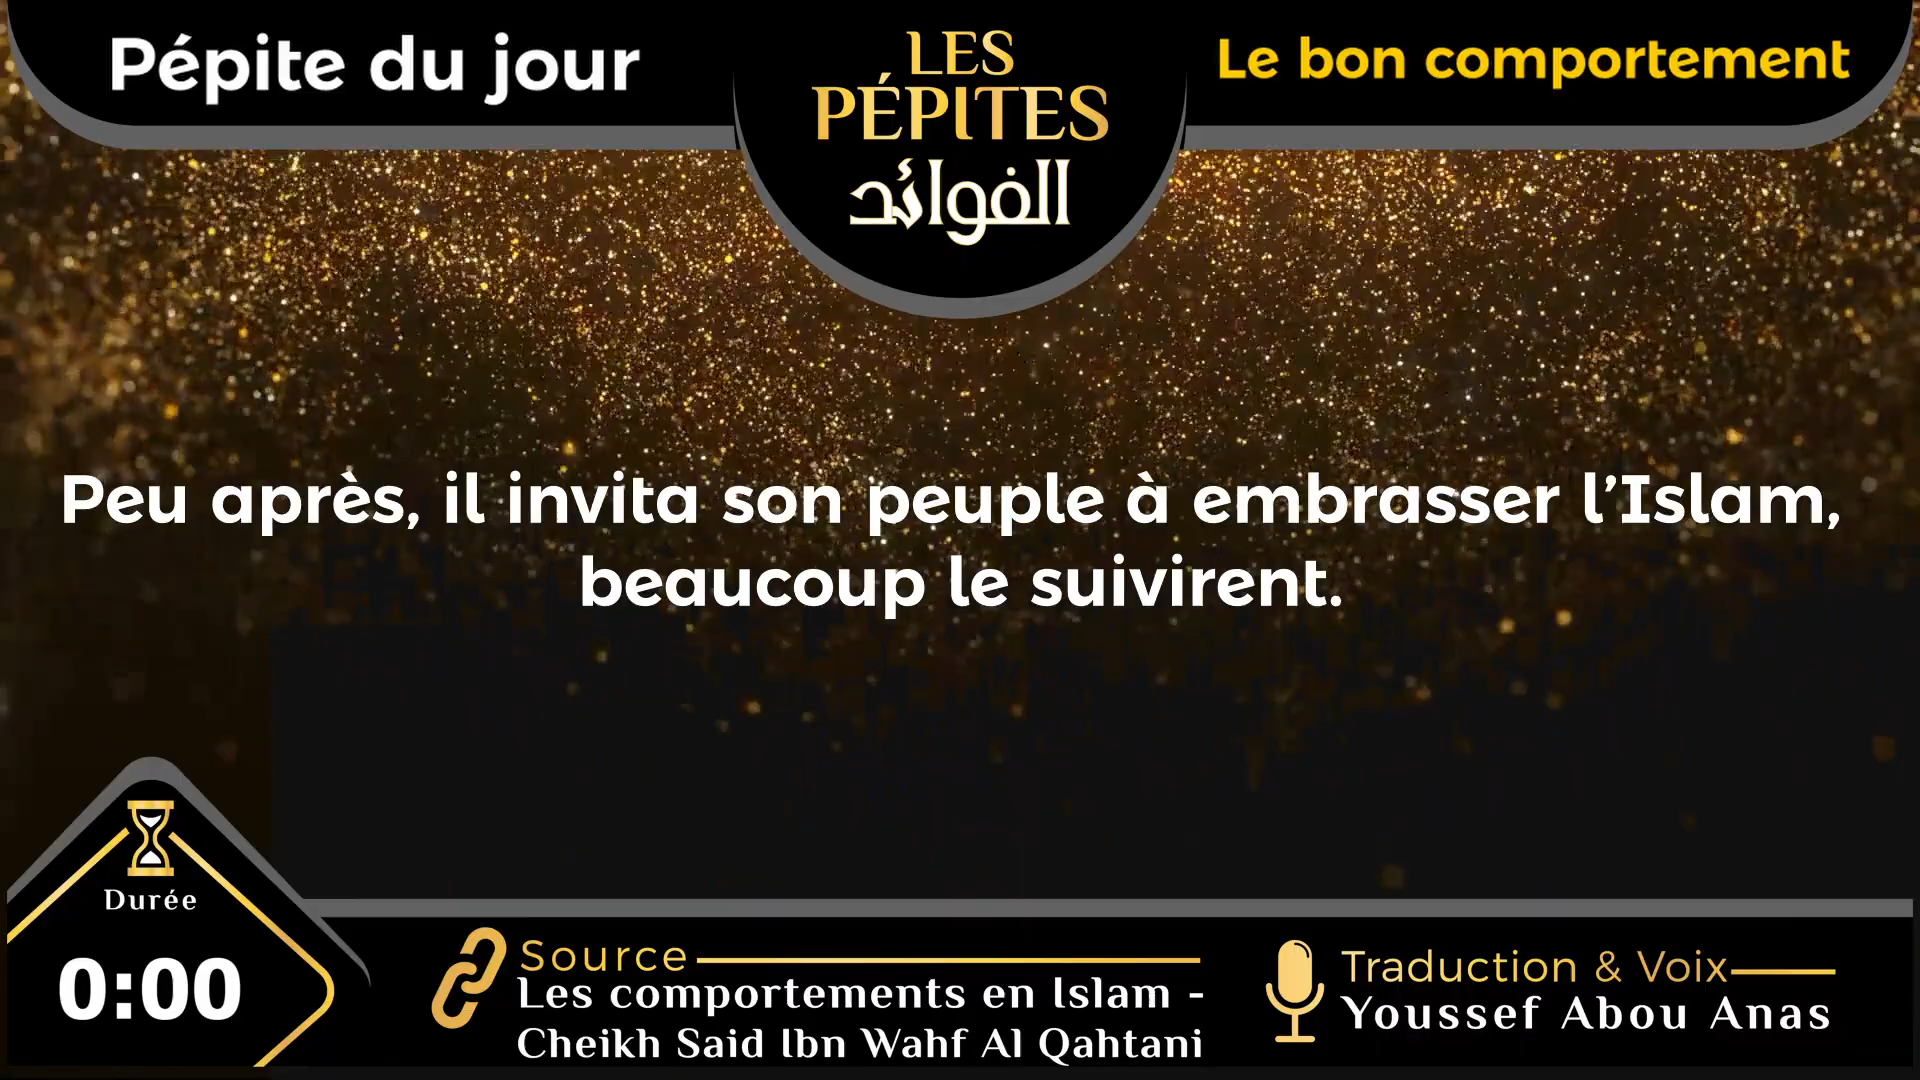 Pépite du jour
LES
PÉPITES
الفوائد
Le bon comportement
Peu après, il invita son peuple à embrasser l’Islam,
beaucoup le suivirent.
Durée
0:00
Source
Les comportements en Islam -
Cheikh Said Ibn Wahf Al Qahtani
Traduction & Voix
Youssef Abou Anas